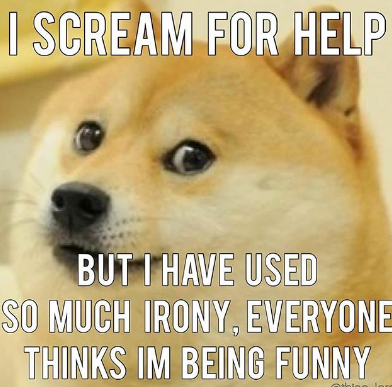 I SCREAM FOR HELP
BUT I HAVE USED
SO MUCH IRONY, EVERYONE
THINKS IM BEING FUNNY